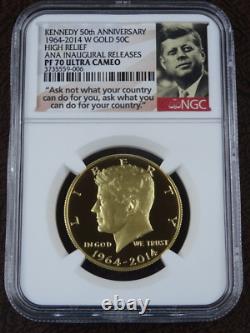 KENNEDY 50th ANNIVERSARY
1964-2014 W GOLD 50C
HIGH RELIEF
ANA INAUGURAL RELEASES
PF 70 ULTRA CAMEO
3735559-006
"Ask not what your country
can do for you, ask what you
can do for your country."
NGC
LIBERTY
IN GOD WE TRUST
1964-2014